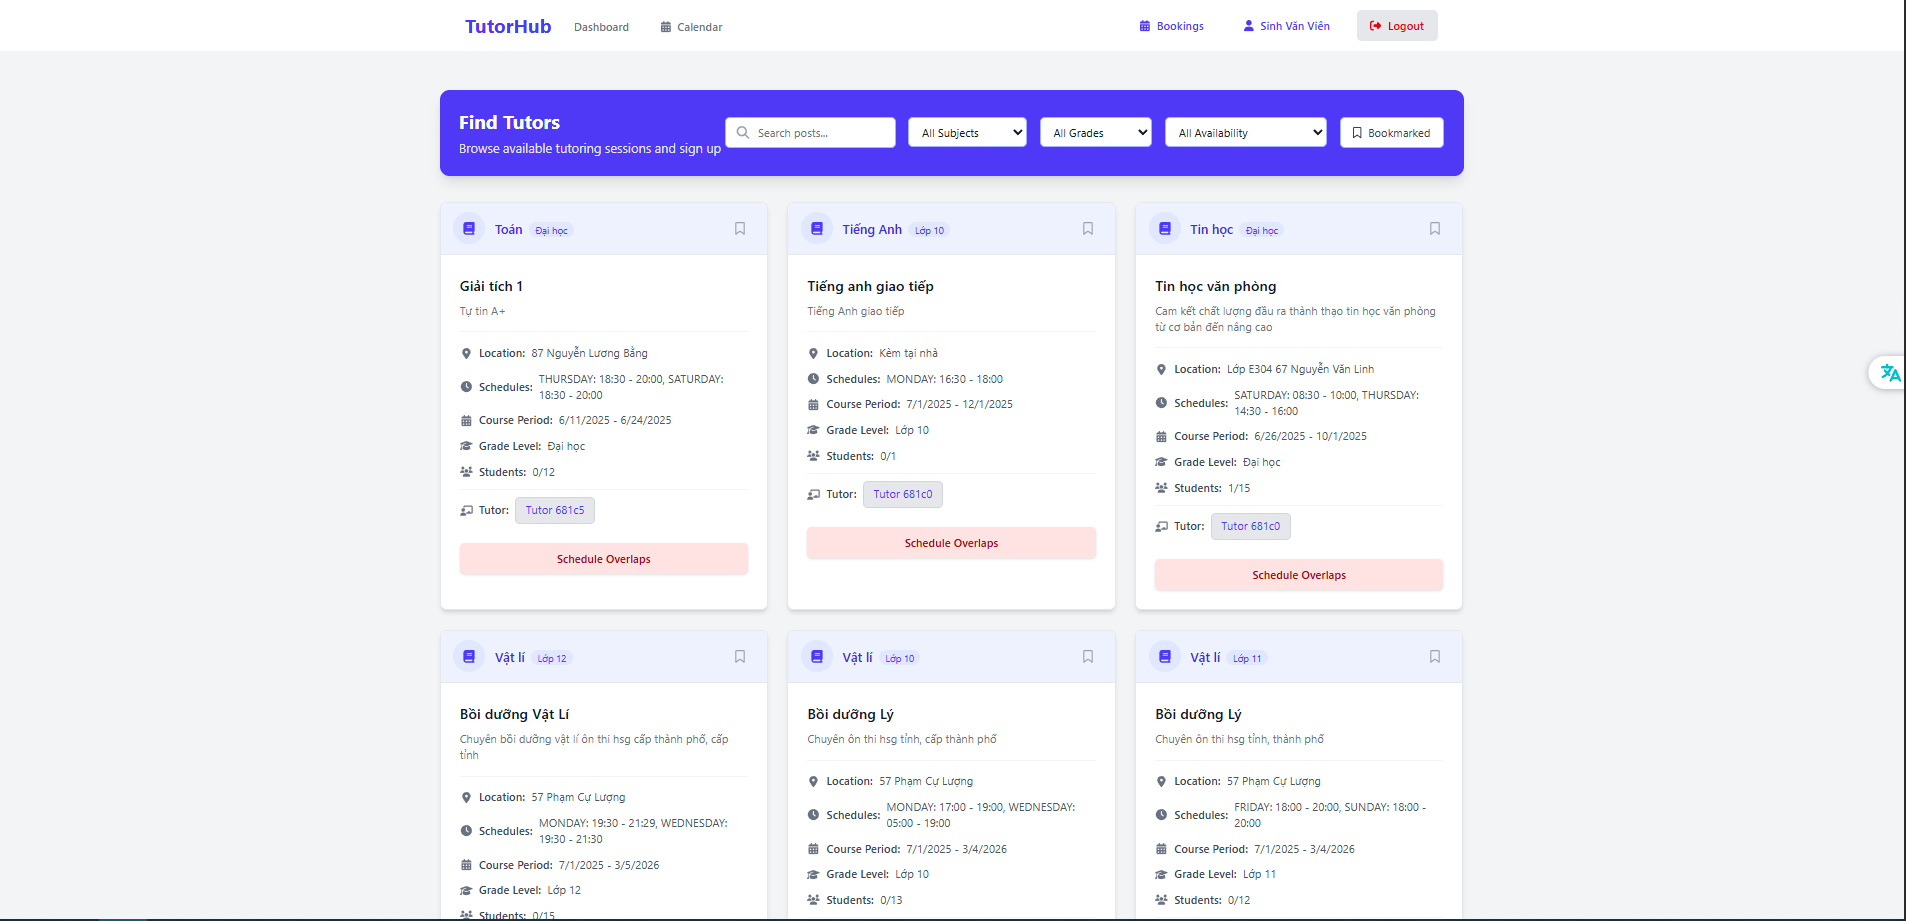 TutorHub Dashboard Calendar Bookings Sinh Văn Viên Logout
Find Tutors
Browse available tutoring sessions and sign up
Search posts... All Subjects All Grades All Availability Bookmarked
Toán Đại học
Giải tích 1
Tự tin A+
Location: 87 Nguyễn Lương Bằng
Schedules: THURSDAY: 18:30 - 20:00, SATURDAY:
18:30 - 20:00
Course Period: 6/11/2025 - 6/24/2025
Grade Level: Đại học
Students: 0/12
Tutor: Tutor 681c5
Schedule Overlaps
Tiếng Anh Lớp 10
Tiếng anh giao tiếp
Tiếng Anh giao tiếp
Location: Kèm tại nhà
Schedules: MONDAY: 16:30 - 18:00
Course Period: 7/1/2025 - 12/1/2025
Grade Level: Lớp 10
Students: 0/1
Tutor: Tutor 681c0
Schedule Overlaps
Tin học Đại học
Tin học văn phòng
Cam kết chất lượng đầu ra thành thạo tin học văn phòng
từ cơ bản đến nâng cao
Location: Lớp E304 67 Nguyễn Văn Linh
Schedules: SATURDAY: 08:30 - 10:00, THURSDAY:
14:30 - 16:00
Course Period: 6/26/2025 - 10/1/2025
Grade Level: Đại học
Students: 1/15
Tutor: Tutor 681c0
Schedule Overlaps
Vật lí Lớp 12
Bồi dưỡng Vật Lí
Chuyên bồi dưỡng vật lí ôn thi hsg cấp thành phố, cấp
tỉnh
Location: 57 Phạm Cự Lượng
Schedules: MONDAY: 19:30 - 21:29, WEDNESDAY:
19:30 - 21:30
Course Period: 7/1/2025 - 3/5/2026
Grade Level: Lớp 12
Students: 0/15
Vật lí Lớp 10
Bồi dưỡng Lý
Chuyên ôn thi hsg tỉnh, cấp thành phố
Location: 57 Phạm Cự Lượng
Schedules: MONDAY: 17:00 - 19:00, WEDNESDAY:
05:00 - 19:00
Course Period: 7/1/2025 - 3/4/2026
Grade Level: Lớp 10
Students: 0/13
Vật lí Lớp 11
Bồi dưỡng Lý
Chuyên ôn thi hsg tỉnh, thành phố
Location: 57 Phạm Cự Lượng
Schedules: FRIDAY: 18:00 - 20:00, SUNDAY: 18:00 -
20:00
Course Period: 7/1/2025 - 3/4/2026
Grade Level: Lớp 11
Students: 0/12